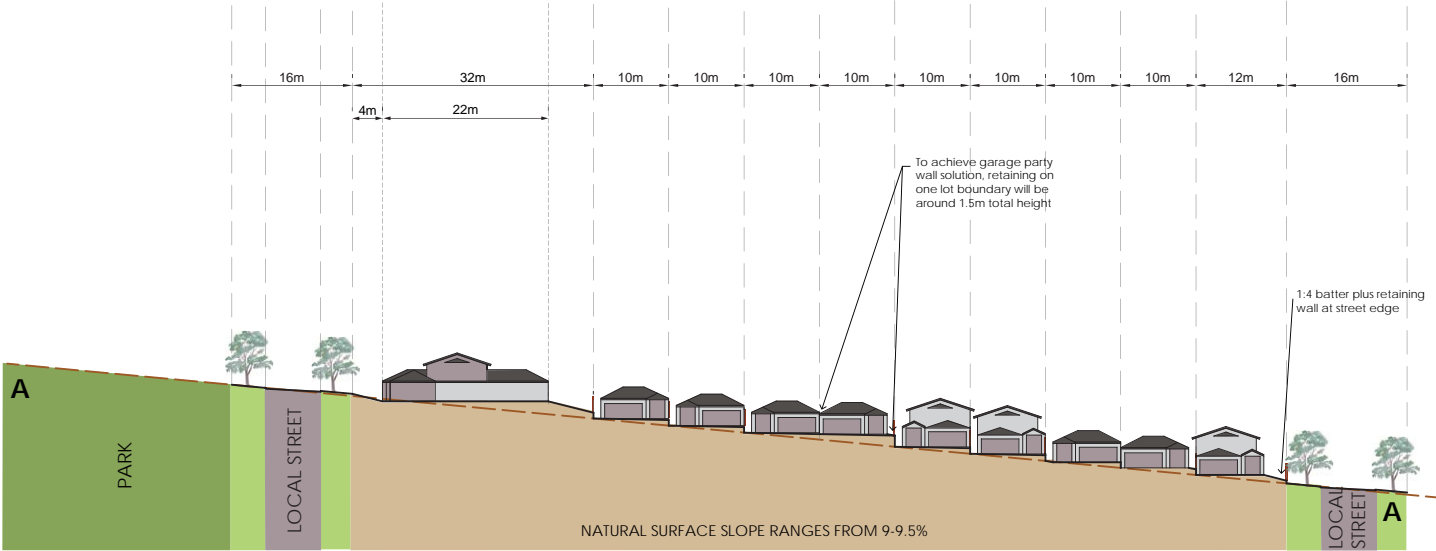 16m
32m
10m
10m
10m
10m
10m
10m
10m
10m
12m
16m
4m
22m
To achieve garage party
wall solution, retaining on
one lot boundary will be
around 1.5m total height
1:4 batter plus retaining
wall at street edge
A
PARK
LOCAL STREET
NATURAL SURFACE SLOPE RANGES FROM 9-9.5%
LOCAL
STREET
A